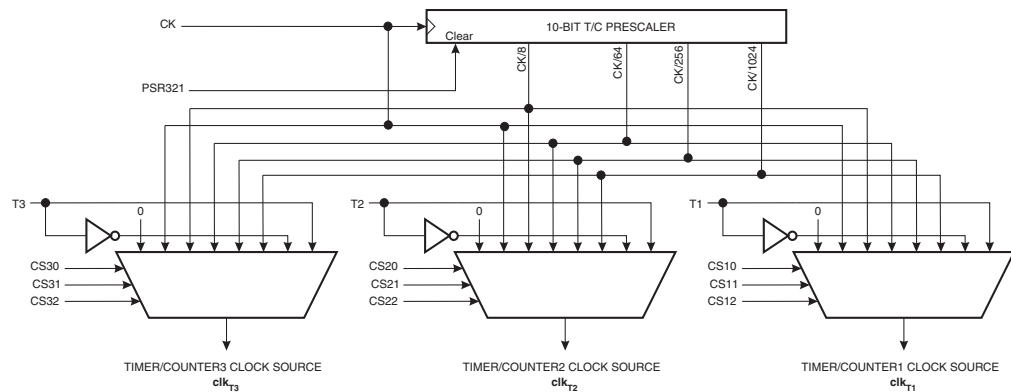 CK
10-BIT T/C PRESCALER
Clear
CK/8
CK/64
CK/256
CK/1024
PSR321
T3
0
T2
0
T1
0
CS30
CS31
CS32
CS20
CS21
CS22
CS10
CS11
CS12
TIMER/COUNTER3 CLOCK SOURCE
clkT3
TIMER/COUNTER2 CLOCK SOURCE
clkT2
TIMER/COUNTER1 CLOCK SOURCE
clkT1